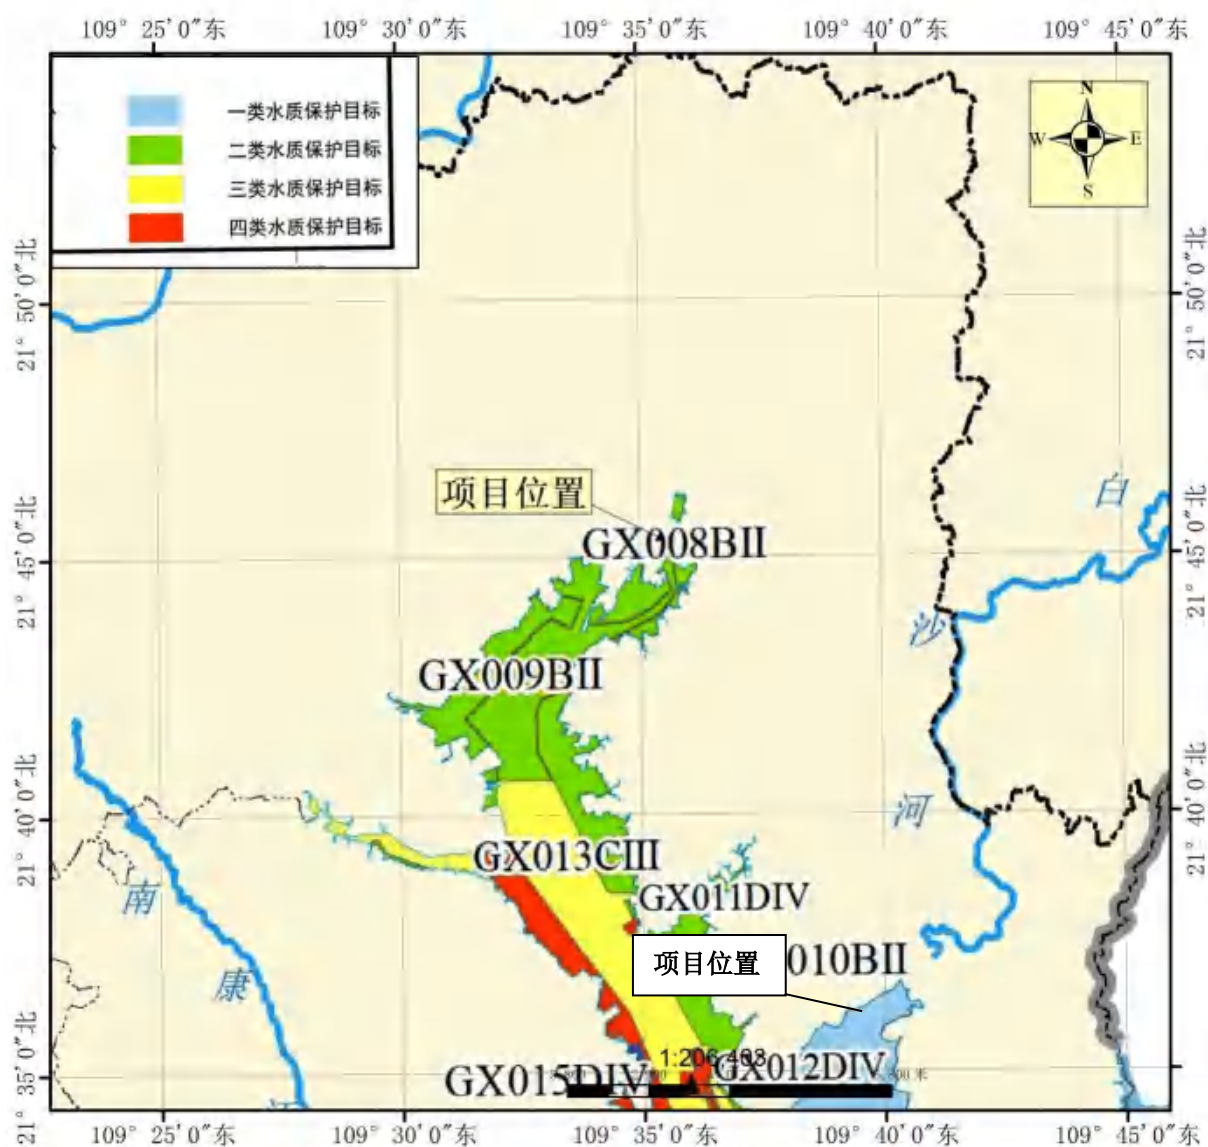 109° 25′ 0″东
109° 30′ 0″东
109° 35′ 0″东
109° 40′ 0″东
109° 45′ 0″东
一类水质保护目标
二类水质保护目标
三类水质保护目标
四类水质保护目标
N
W E
S
21° 50′ 0″北
21° 50′ 0″北
白
项目位置
GX008BII
21° 45′ 0″北
21° 45′ 0″北
沙
GX009BII
21° 40′ 0″北
21° 40′ 0″北
河
GX013CIII
南
GX011DIV
项目位置
010BII
康
1:206,403
GX015DIV
GX012DIV
米
21° 35′ 0″北
21° 35′ 0″北
109° 25′ 0″东
109° 30′ 0″东
109° 35′ 0″东
109° 40′ 0″东
109° 45′ 0″东